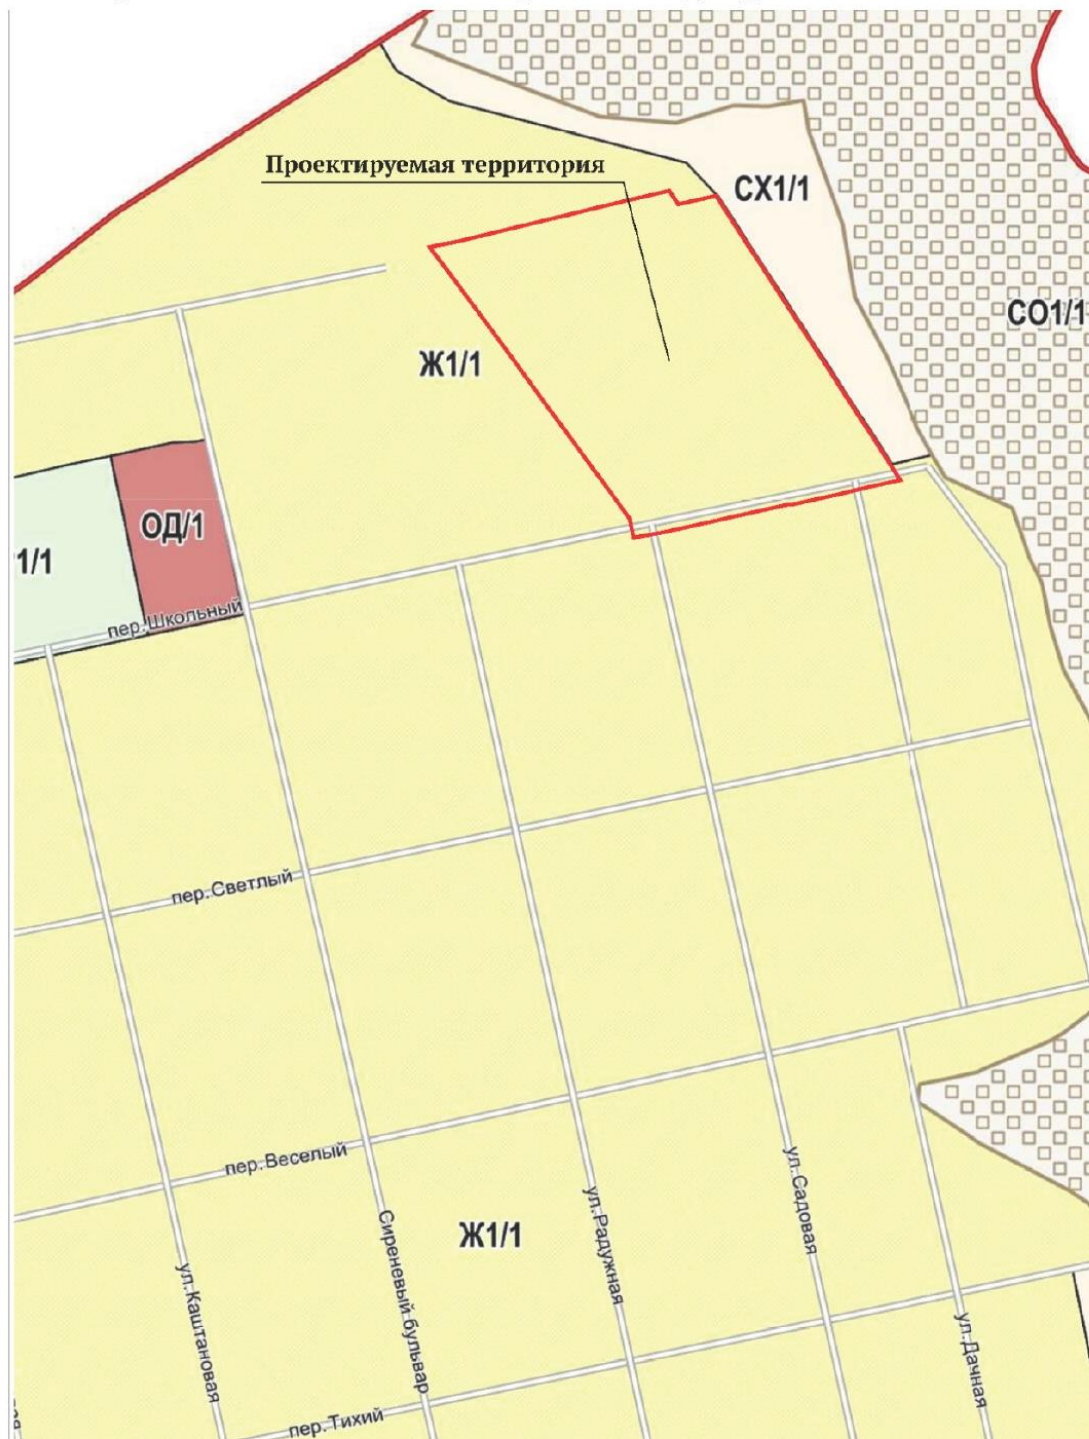 Проектируемая территория
СХ1/1
СО1/1
Ж1/1
ОД/1
1/1
пер.Школьный
пер.Светлый
пер.Веселый
ул.Садовая
ул.Радужная
Сиреневый бульвар
Ж1/1
ул.Каштановая
ул.Дачная
пер.Тихий